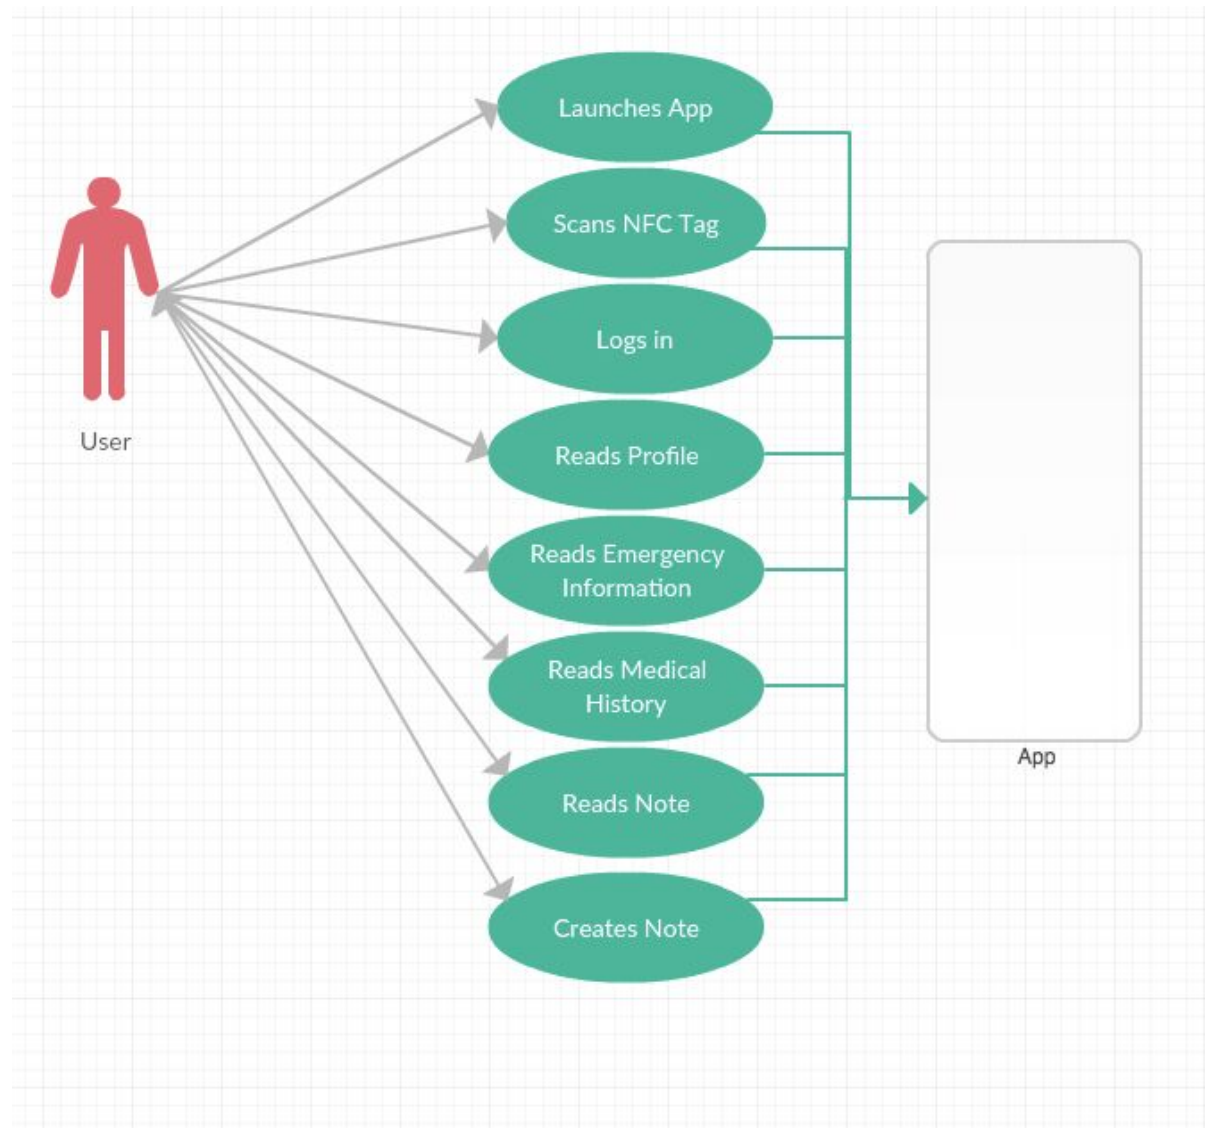 Launches App
Scans NFC Tag
Logs in
Reads Profile
User
Reads Emergency
Information
Reads Medical
History
App
Reads Note
Creates Note